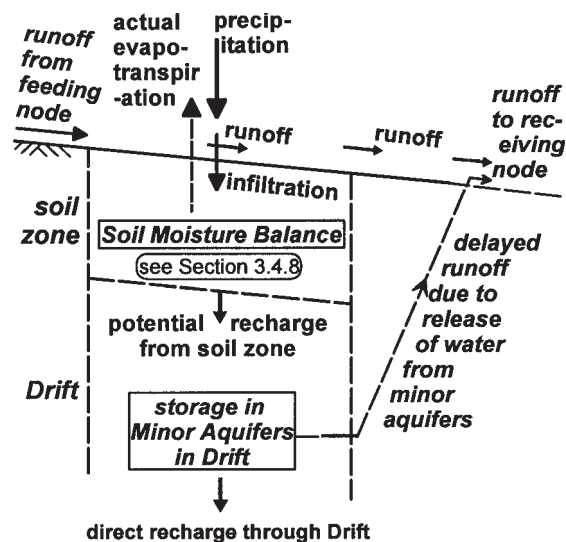 runoff
from
feeding
node
actual
evapo-
transpir
-ation
precip-
itation
runoff
runoff
runoff
to rec-
eiving
node
infiltration
soil
zone
Soil Moisture Balance
see Section 3.4.8
potential recharge
from soil zone
delayed
runoff
due to
release
of water
from
minor
aquifers
Drift
storage in
Minor Aquifers
in Drift
direct recharge through Drift